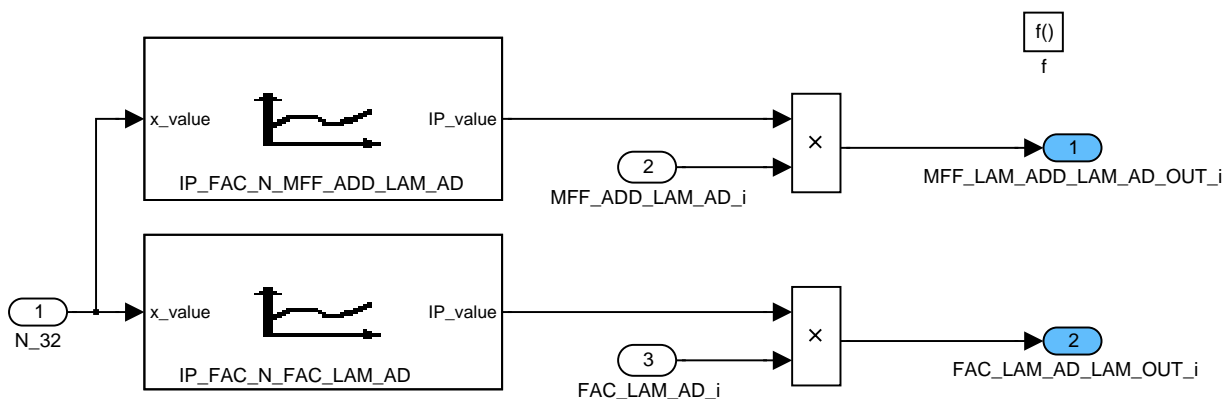 f()
f
x_value
IP_value
IP_FAC_N_MFF_ADD_LAM_AD
2
MFF_ADD_LAM_AD_i
×
1
MFF_LAM_ADD_LAM_AD_OUT_i
1
N_32
x_value
IP_value
IP_FAC_N_FAC_LAM_AD
3
FAC_LAM_AD_i
×
2
FAC_LAM_AD_LAM_OUT_i